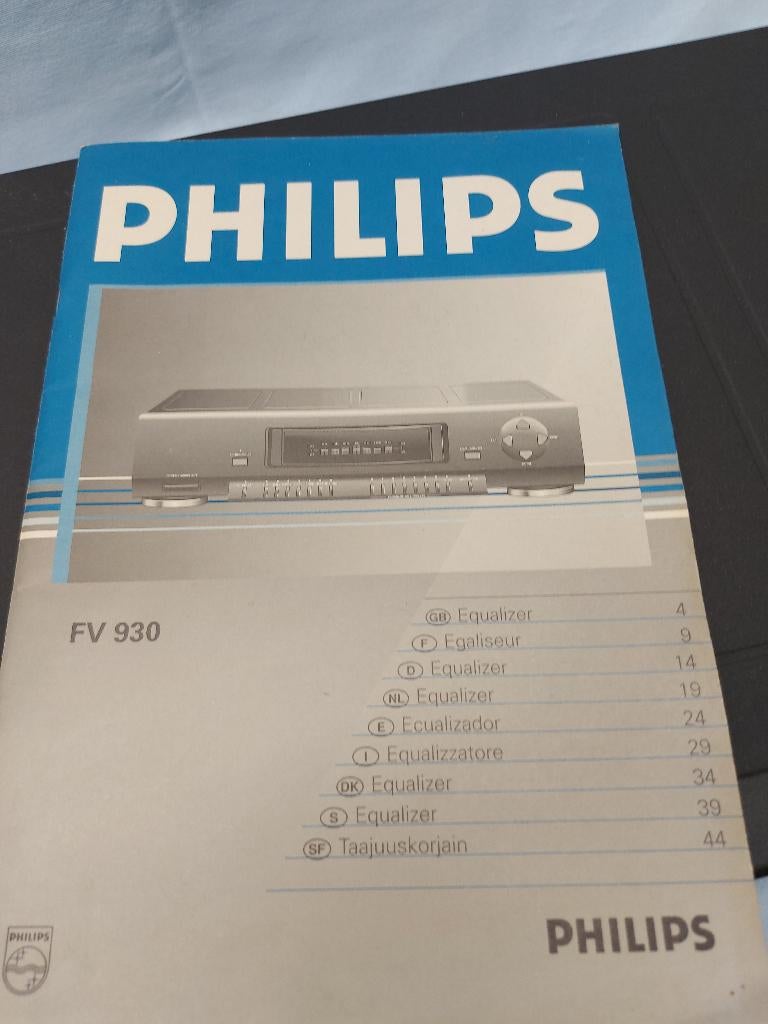 PHILIPS
FV 930
GB Equalizer 4
F Egaliseur 9
D Equalizer 14
NL Equalizer 19
E Ecualizador 24
I Equalizzatore 29
DK Equalizer 34
S Equalizer 39
SF Taajuuskorjain 44
PHILIPS
PHILIPS